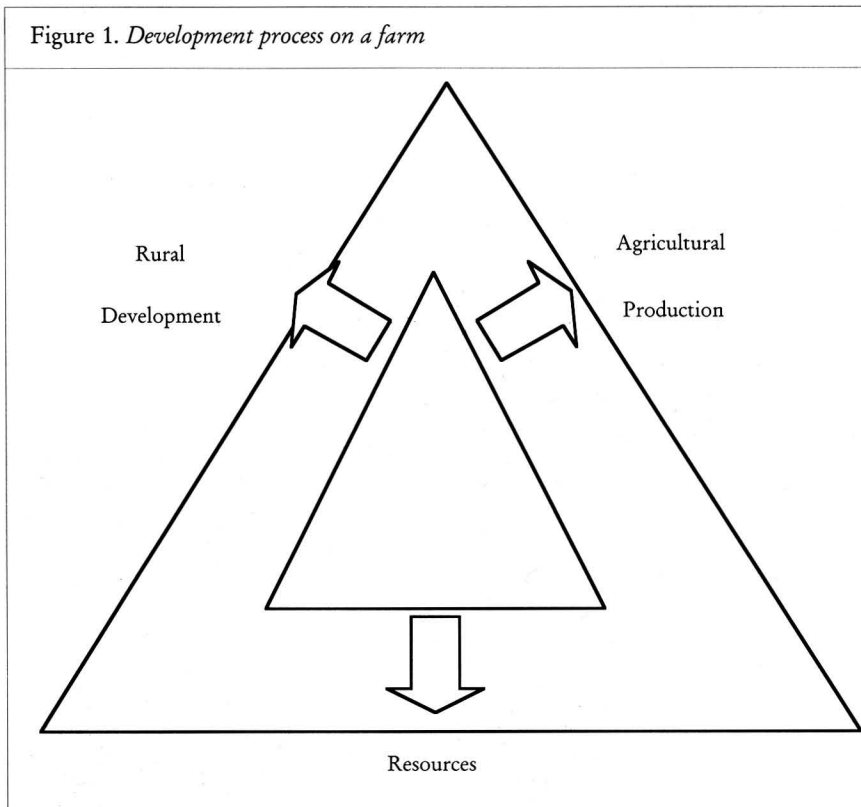 Figure 1. Development process on a farm
Rural
Development
Agricultural
Production
Resources